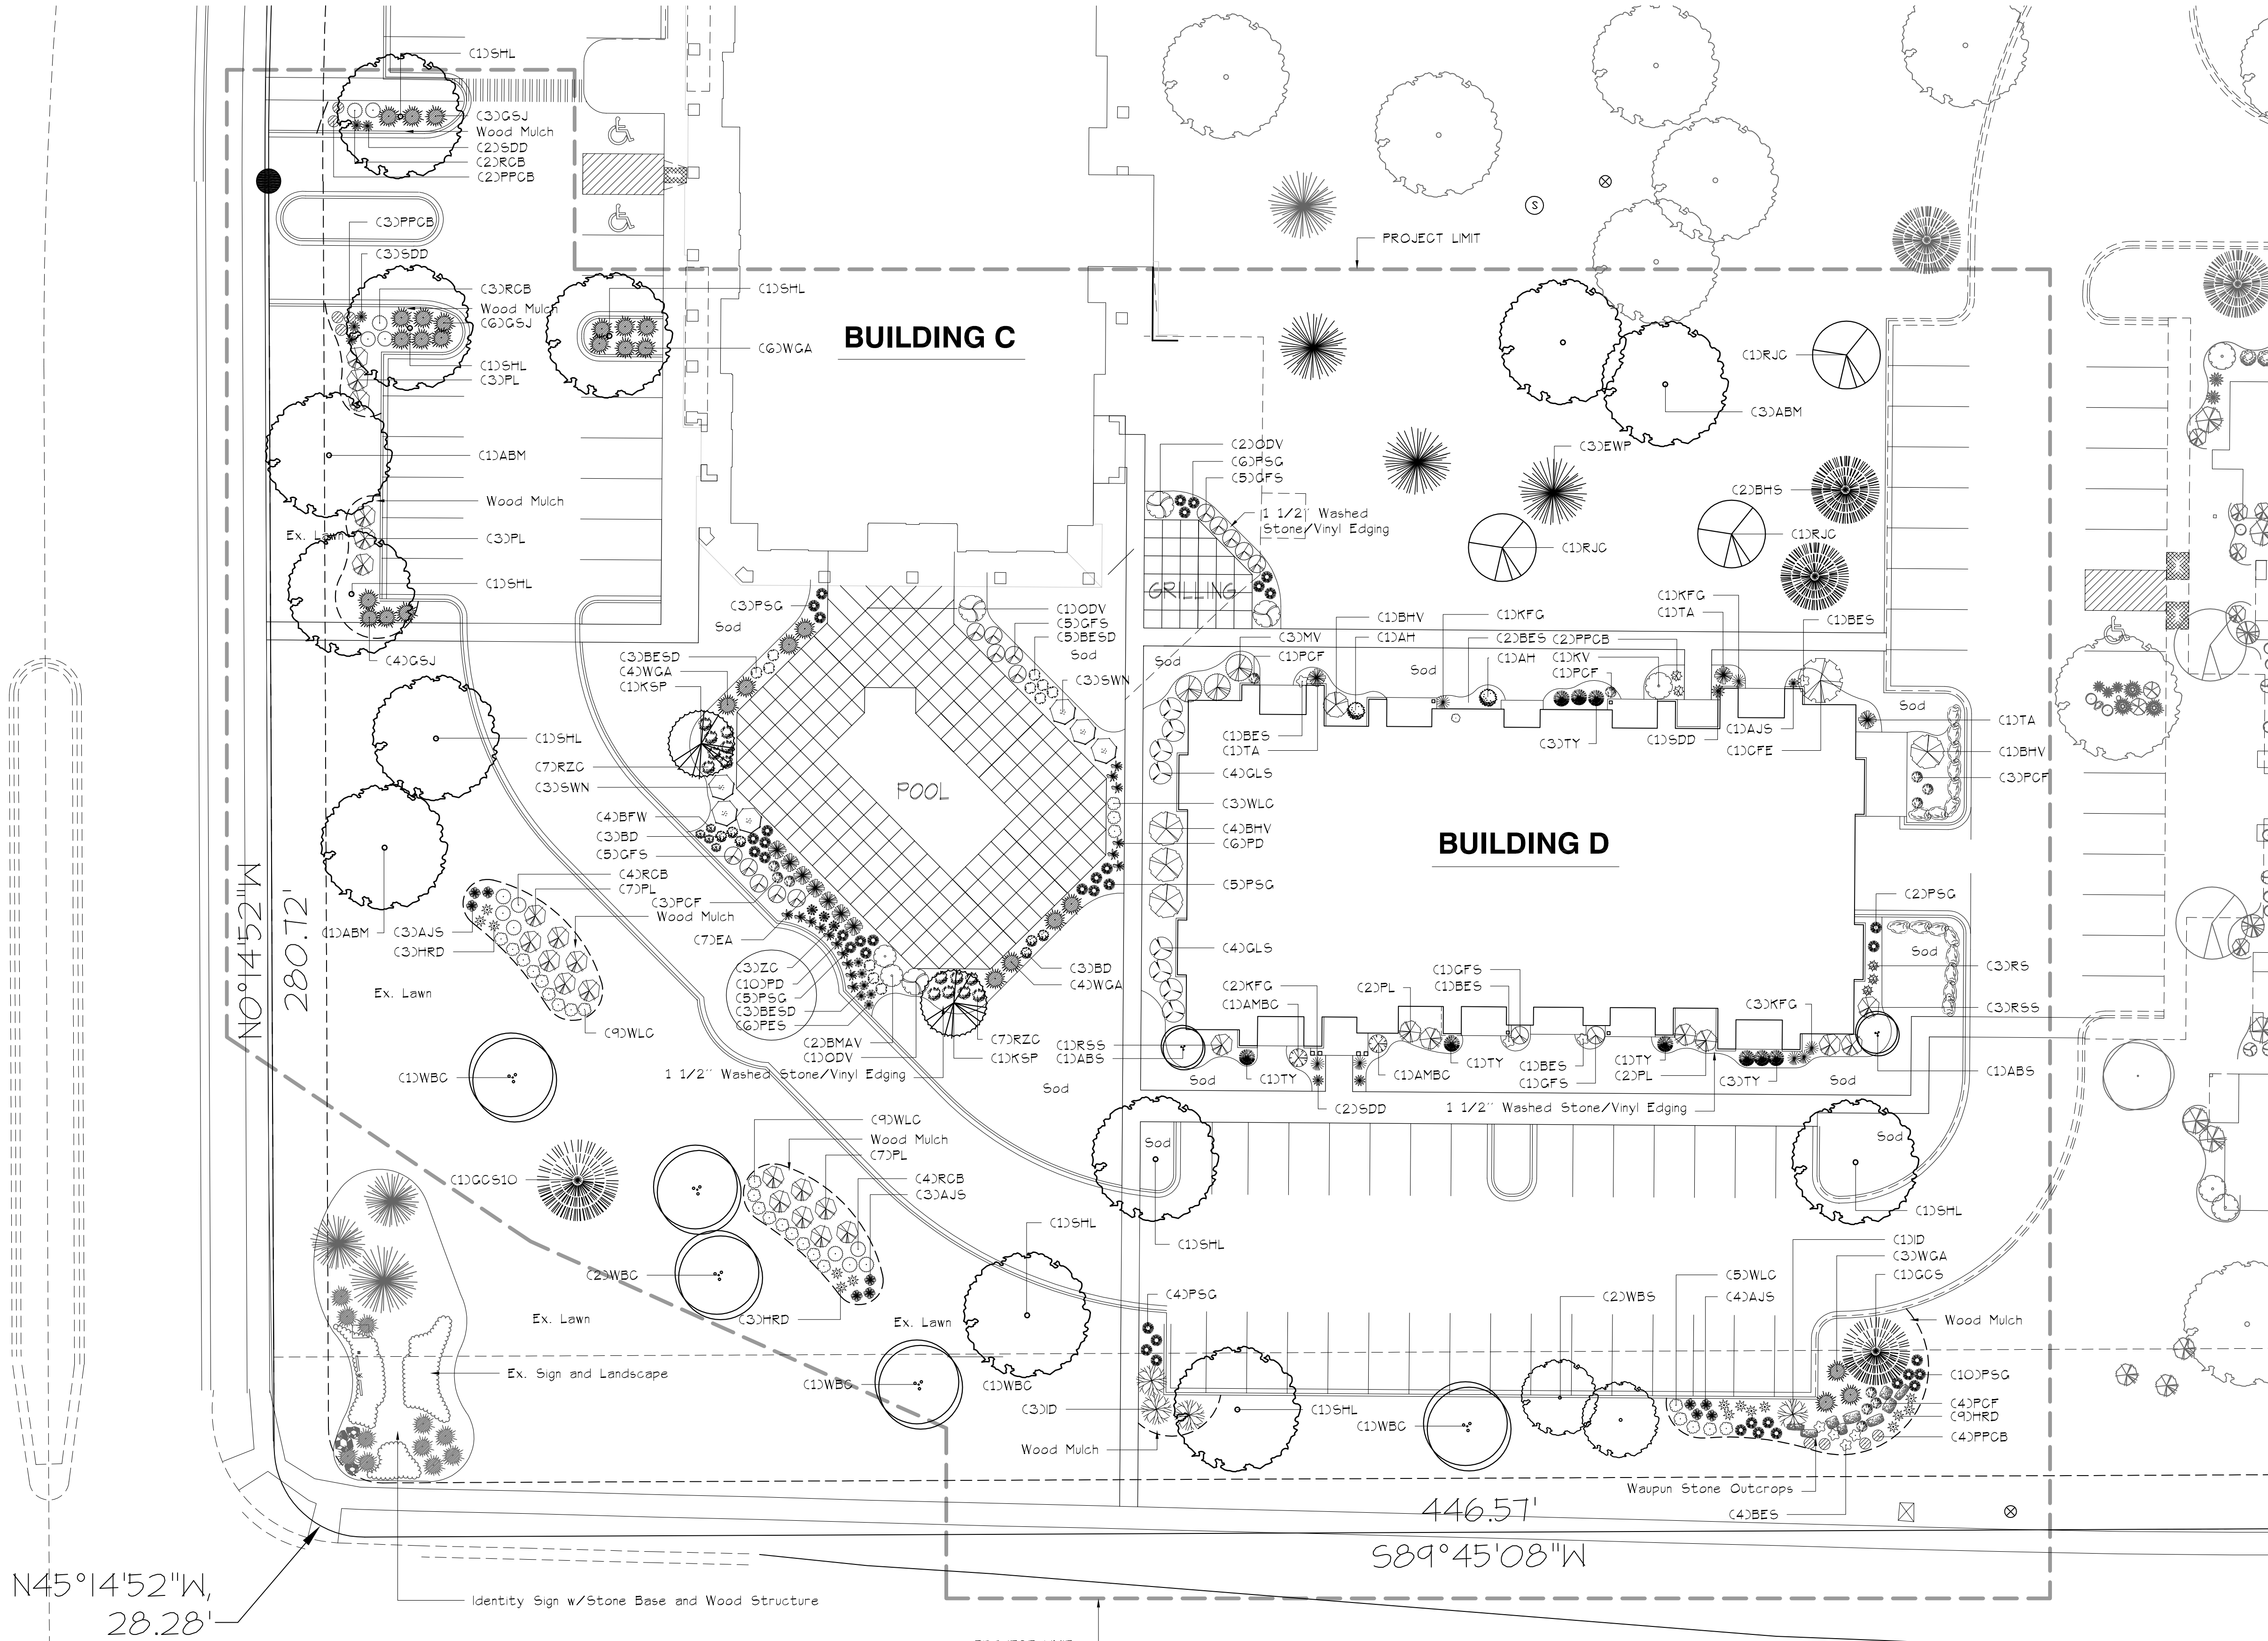 (1)SHL
(3)GSJ
Wood Mulch
(2)SDD
(2)RGB
(2)PPGB
(3)PPGB
(3)SDD
(3)RGB
Wood Mulch
(6)GSJ
(1)SHL
(3)PL
(1)SHL
(6)WGA
BUILDING C
S
PROJECT LIMIT
(1)RJC
(3)ABM
(3)EWP
(2)BHS
(1)RJC
(1)RJC
(1)ABM
Wood Mulch
Ex. Lawn
(3)PL
(1)SHL
(4)GSJ
(2)ODV
(6)PSG
(5)GFS
1 1/2" Washed
Stone/Vinyl Edging
GRILLING
(3)PSG
Sod
(1)ODV
(5)GFS
(5)BESD
Sod
(3)SWN
(3)BESD
(4)WGA
(1)KSP
(1)BHV
(1)KFG
(1)KFG
(1)TA
(1)BES
(3)MV
(1)AH
(2)BES
(2)PPGB
Sod
(1)PCF
Sod
(1)AH
(1)KV
(1)PCF
Sod
(1)SHL
(7)RZG
(3)SWN
(1)BES
(1)TA
(3)TY
(1)SDD
(1)AJS
(1)CFE
(1)TA
(1)BHV
(3)PCF
POOL
(4)GLS
(3)WLC
(4)BHV
(6)PD
BUILDING D
(4)BFW
(3)BD
(5)GFS
(4)RGB
(7)PL
(3)PCF
Wood Mulch
(5)PSG
(2)PSG
N0°14'52"W
280.72'
(1)ABM
(3)AJS
(3)HRD
(7)EA
(4)GLS
Sod
Ex. Lawn
(3)ZC
(10)PD
(5)PSG
(3)BESD
(6)PES
(3)BD
(4)WGA
(1)GFS
(1)BES
(2)KFG
(1)AMBC
(2)PL
(3)KFG
(3)RS
(3)RSS
(9)WLC
(2)BMAV
(1)ODV
(7)RZG
(1)KSP
(1)RSS
(1)ABS
1 1/2" Washed Stone/Vinyl Edging
(1)WBC
Sod
Sod
(1)TY
(1)AMBC
(1)TY
(1)BES
(1)GFS
(1)TY
(2)PL
(3)TY
Sod
(1)ABS
(2)SDD
1 1/2" Washed Stone/Vinyl Edging
(9)WLC
Wood Mulch
(7)PL
(4)RGB
(3)AJS
Sod
Sod
(1)GCS10
(1)SHL
(1)SHL
(1)SHL
(2)WBC
(3)HRD
Ex. Lawn
Ex. Lawn
(4)PSG
(1)ID
(3)WGA
(1)GCS
(5)WLC
(4)AJS
(2)WBS
Wood Mulch
Ex. Sign and Landscape
(1)WBC
(1)WBC
(3)ID
(1)SHL
(1)WBC
Wood Mulch
(10)PSG
(4)PCF
(9)HRD
(4)PPGB
Waupun Stone Outcrops
(4)BES
446.57'
S89°45'08"W
N45°14'52"W,
28.28'
Identity Sign w/Stone Base and Wood Structure